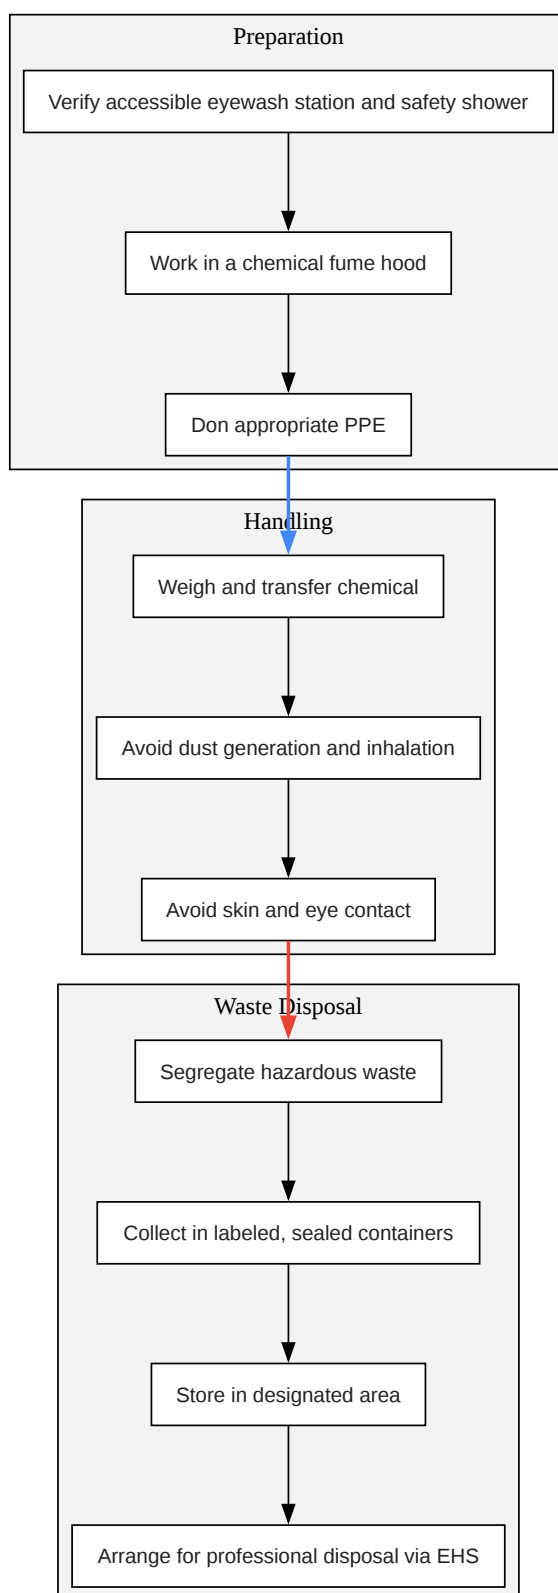 Preparation
Verify accessible eyewash station and safety shower
Work in a chemical fume hood
Don appropriate PPE
Handling
Weigh and transfer chemical
Avoid dust generation and inhalation
Avoid skin and eye contact
Waste Disposal
Segregate hazardous waste
Collect in labeled, sealed containers
Store in designated area
Arrange for professional disposal via EHS